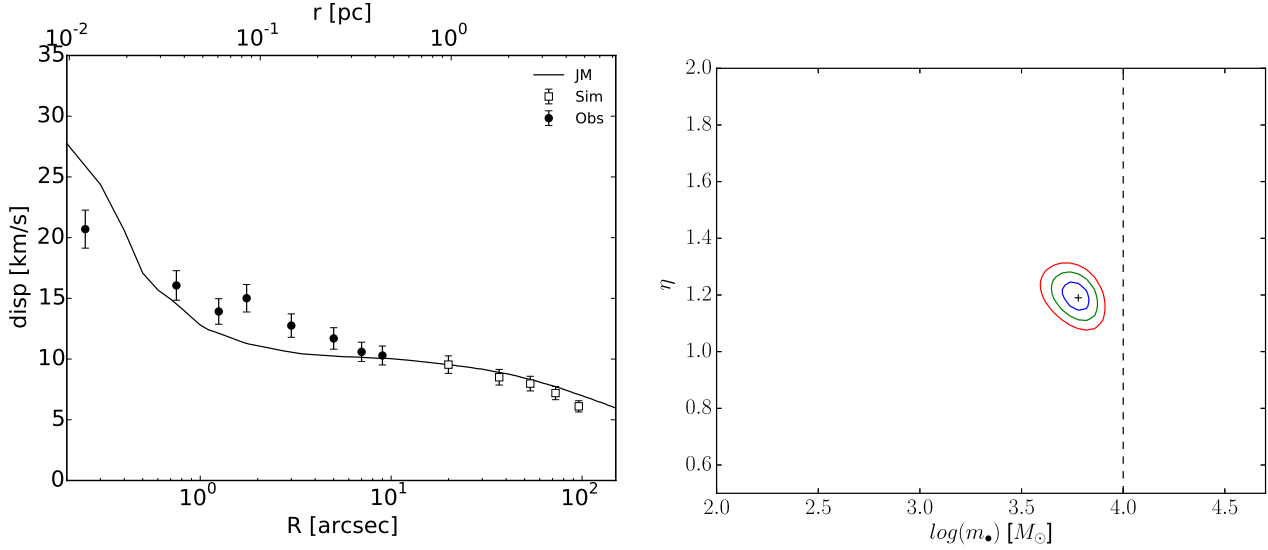 r [pc]
10^-2 10^-1 10^0
35
30
25
20
15
10
5
0
disp [km/s]
JM
Sim
Obs
10^0 10^1 10^2
R [arcsec]
2.0
1.8
1.6
1.4
1.2
1.0
0.8
0.6
η
2.0 2.5 3.0 3.5 4.0 4.5
log(m•) [M⊙]